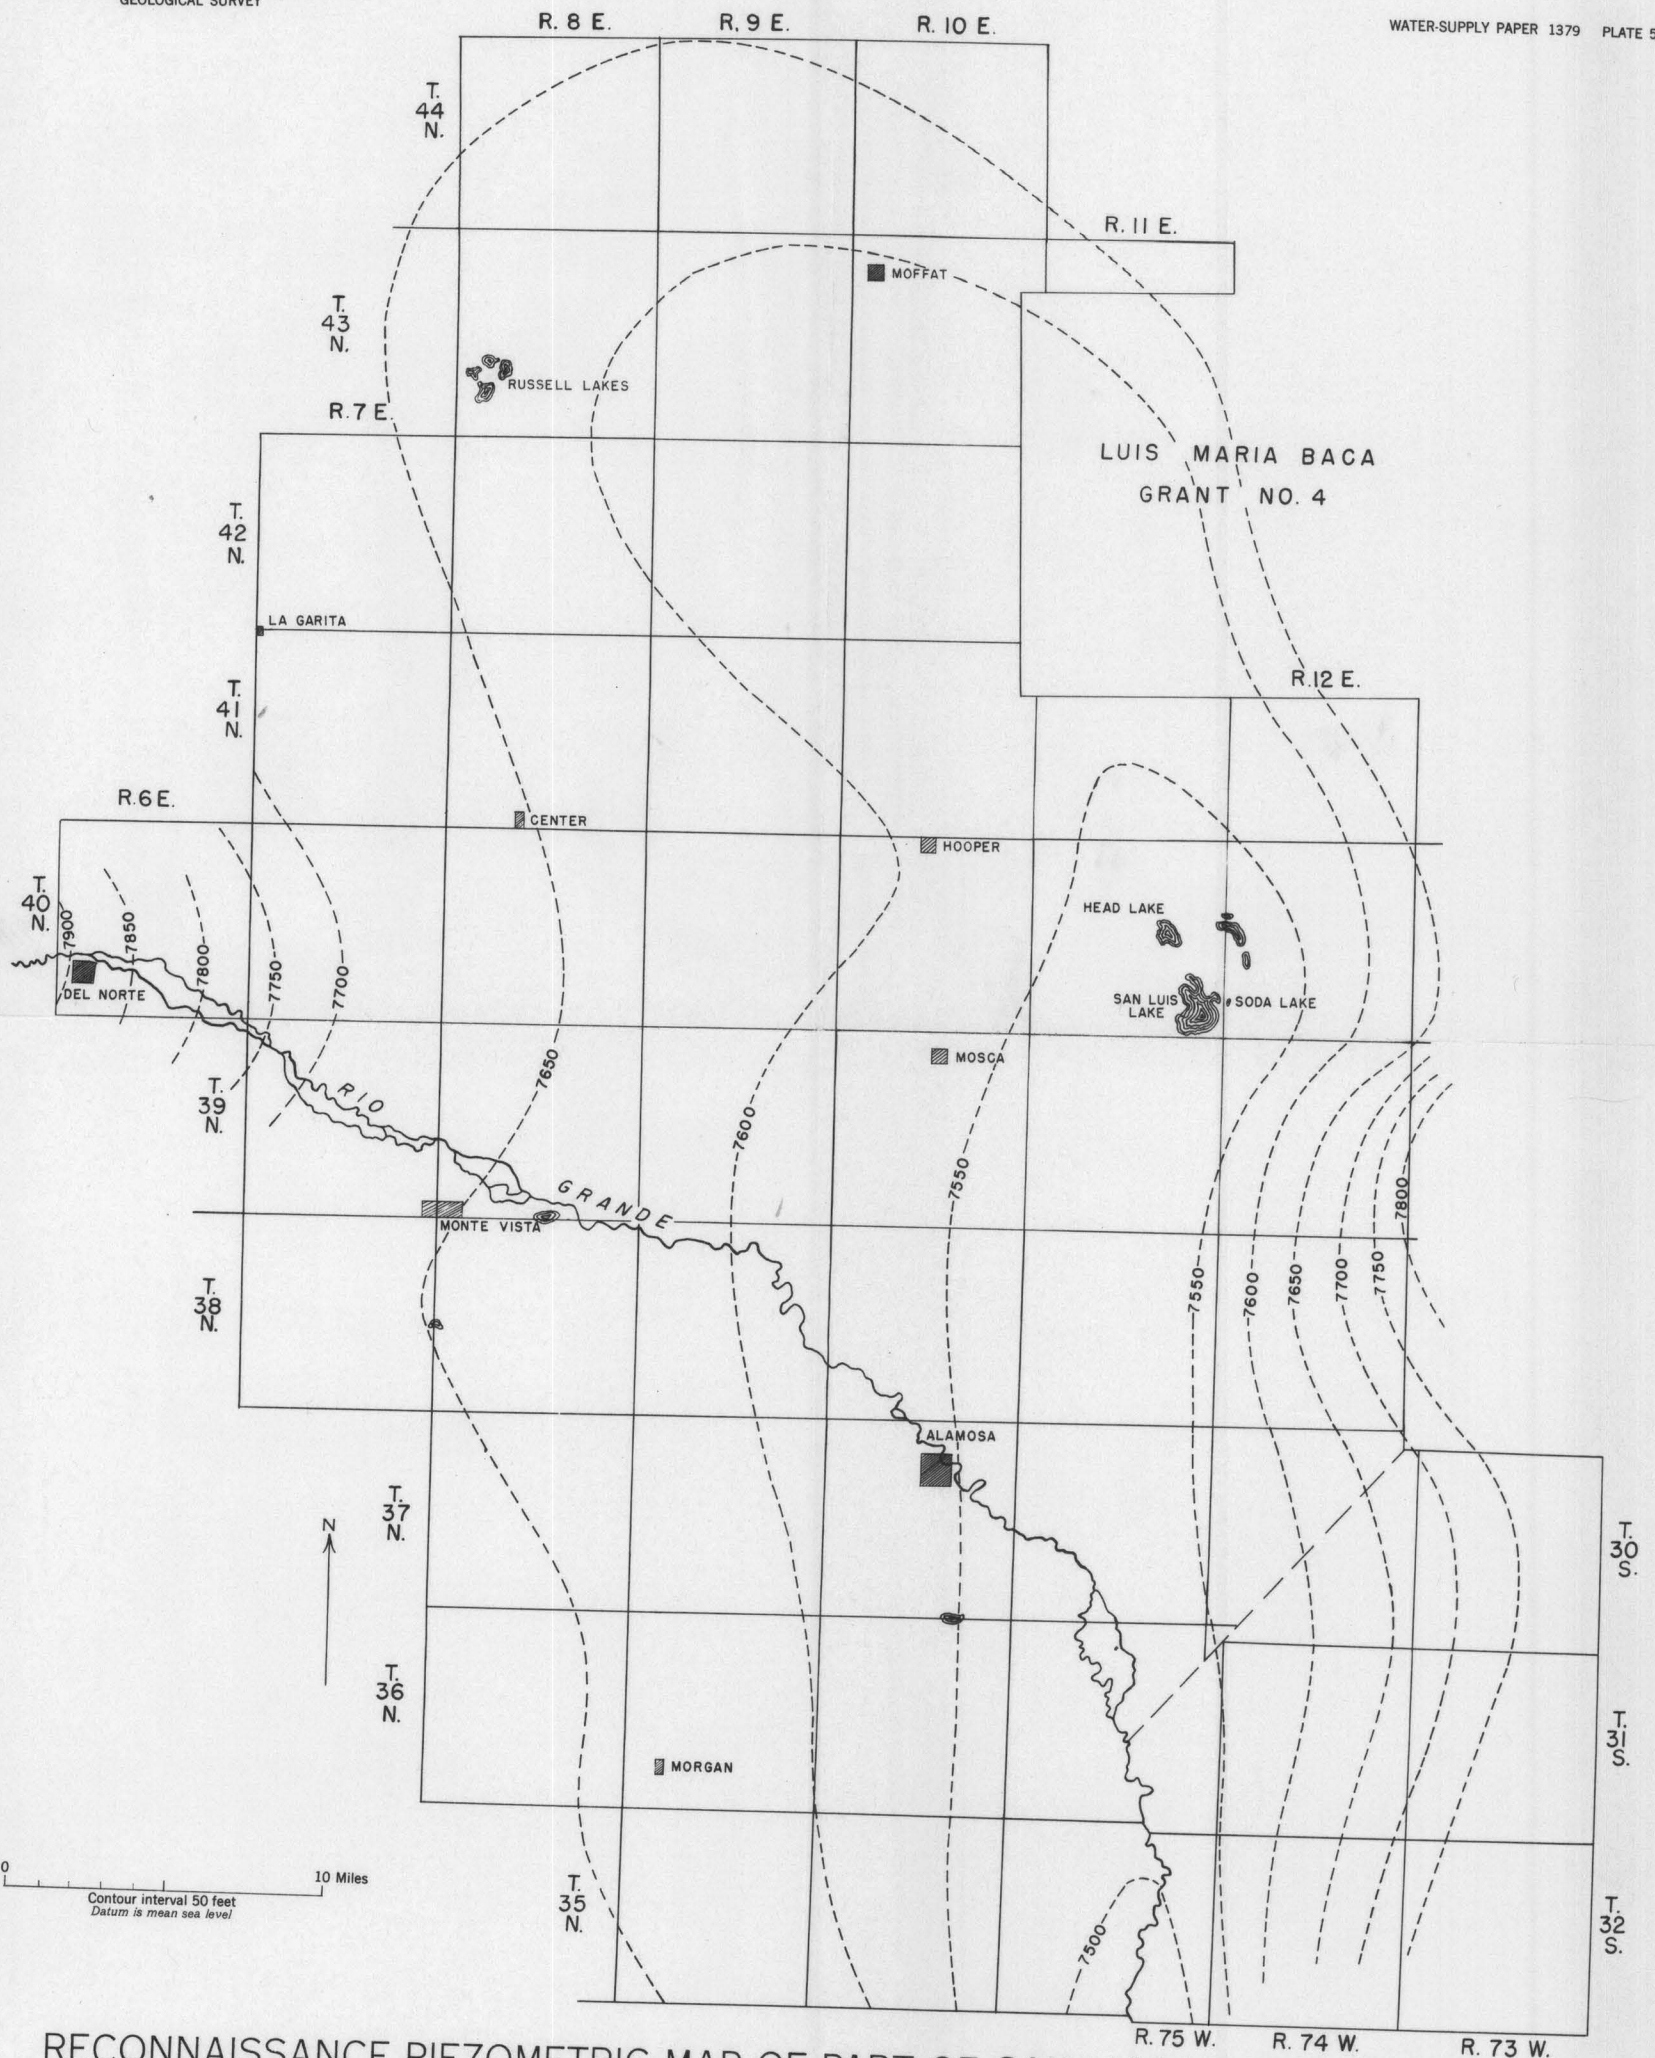 GEOLOGICAL SURVEY
WATER-SUPPLY PAPER 1379 PLATE 5
R. 8 E.
R. 9 E.
R. 10 E.
T.
44
N.
R. 11 E.
MOFFAT
T.
43
N.
RUSSELL LAKES
R. 7 E.
LUIS MARIA BACA
GRANT NO. 4
T.
42
N.
LA GARITA
R. 12 E.
T.
41
N.
R. 6 E.
CENTER
HOOPER
T.
40
N.
7900
7850
7800
7750
7700
DEL NORTE
HEAD LAKE
SAN LUIS
LAKE
SODA LAKE
MOSCA
7650
T.
39
N.
RIO
GRANDE
7600
7550
7800
MONTE VISTA
T.
38
N.
7550
7600
7650
7700
7750
ALAMOSA
T.
37
N.
N
T.
30
S.
T.
36
N.
T.
31
S.
MORGAN
0
10 Miles
Contour interval 50 feet
Datum is mean sea level
T.
35
N.
7500
T.
32
S.
R. 75 W.
R. 74 W.
R. 73 W.
RECONNAISSANCE PIEZOMETRIC MAP OF PART OF